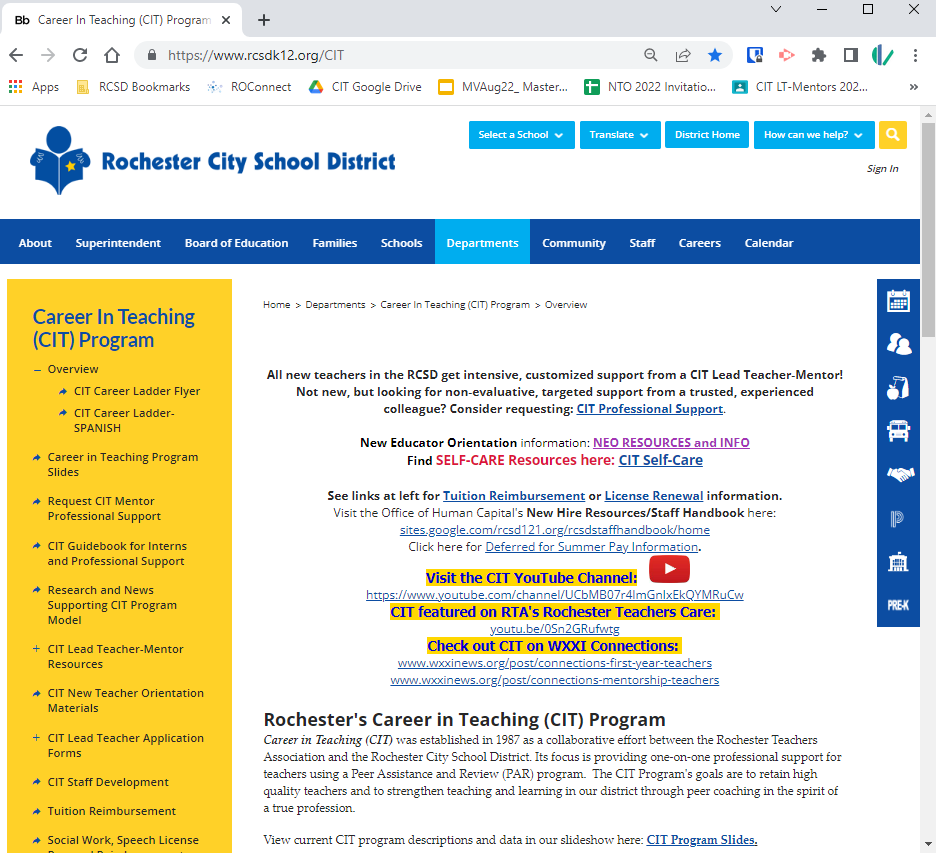 Bb Career In Teaching (CIT) Program
https://www.rcsdk12.org/CIT
Apps RCSD Bookmarks ROConnect CIT Google Drive MVAug22_ Master... NTO 2022 Invitatio... CIT LT-Mentors 202... »
Rochester City School District
Select a School Translate District Home How can we help?
Sign In
About Superintendent Board of Education Families Schools Departments Community Staff Careers Calendar
Career In Teaching
(CIT) Program
– Overview
CIT Career Ladder Flyer
CIT Career Ladder-
SPANISH
Career in Teaching Program
Slides
Request CIT Mentor
Professional Support
CIT Guidebook for Interns
and Professional Support
Research and News
Supporting CIT Program
Model
+ CIT Lead Teacher-Mentor
Resources
CIT New Teacher Orientation
Materials
+ CIT Lead Teacher Application
Forms
CIT Staff Development
Tuition Reimbursement
Social Work, Speech License
Home > Departments > Career In Teaching (CIT) Program > Overview
All new teachers in the RCSD get intensive, customized support from a CIT Lead Teacher-Mentor!
Not new, but looking for non-evaluative, targeted support from a trusted, experienced
colleague? Consider requesting: CIT Professional Support.
New Educator Orientation information: NEO RESOURCES and INFO
Find SELF-CARE Resources here: CIT Self-Care
See links at left for Tuition Reimbursement or License Renewal information.
Visit the Office of Human Capital's New Hire Resources/Staff Handbook here:
sites.google.com/rcsd121.org/rcsdstaffhandbook/home
Click here for Deferred for Summer Pay Information.
Visit the CIT YouTube Channel:
https://www.youtube.com/channel/UCbMB07r4lmGnIxEkQYMRuCw
CIT featured on RTA's Rochester Teachers Care:
youtu.be/0Sn2GRufwtg
Check out CIT on WXXI Connections:
www.wxxinews.org/post/connections-first-year-teachers
www.wxxinews.org/post/connections-mentorship-teachers
Rochester's Career in Teaching (CIT) Program
Career in Teaching (CIT) was established in 1987 as a collaborative effort between the Rochester Teachers
Association and the Rochester City School District. Its focus is providing one-on-one professional support for
teachers using a Peer Assistance and Review (PAR) program. The CIT Program's goals are to retain high
quality teachers and to strengthen teaching and learning in our district through peer coaching in the spirit of
a true profession.
View current CIT program descriptions and data in our slideshow here: CIT Program Slides.
PRE-K